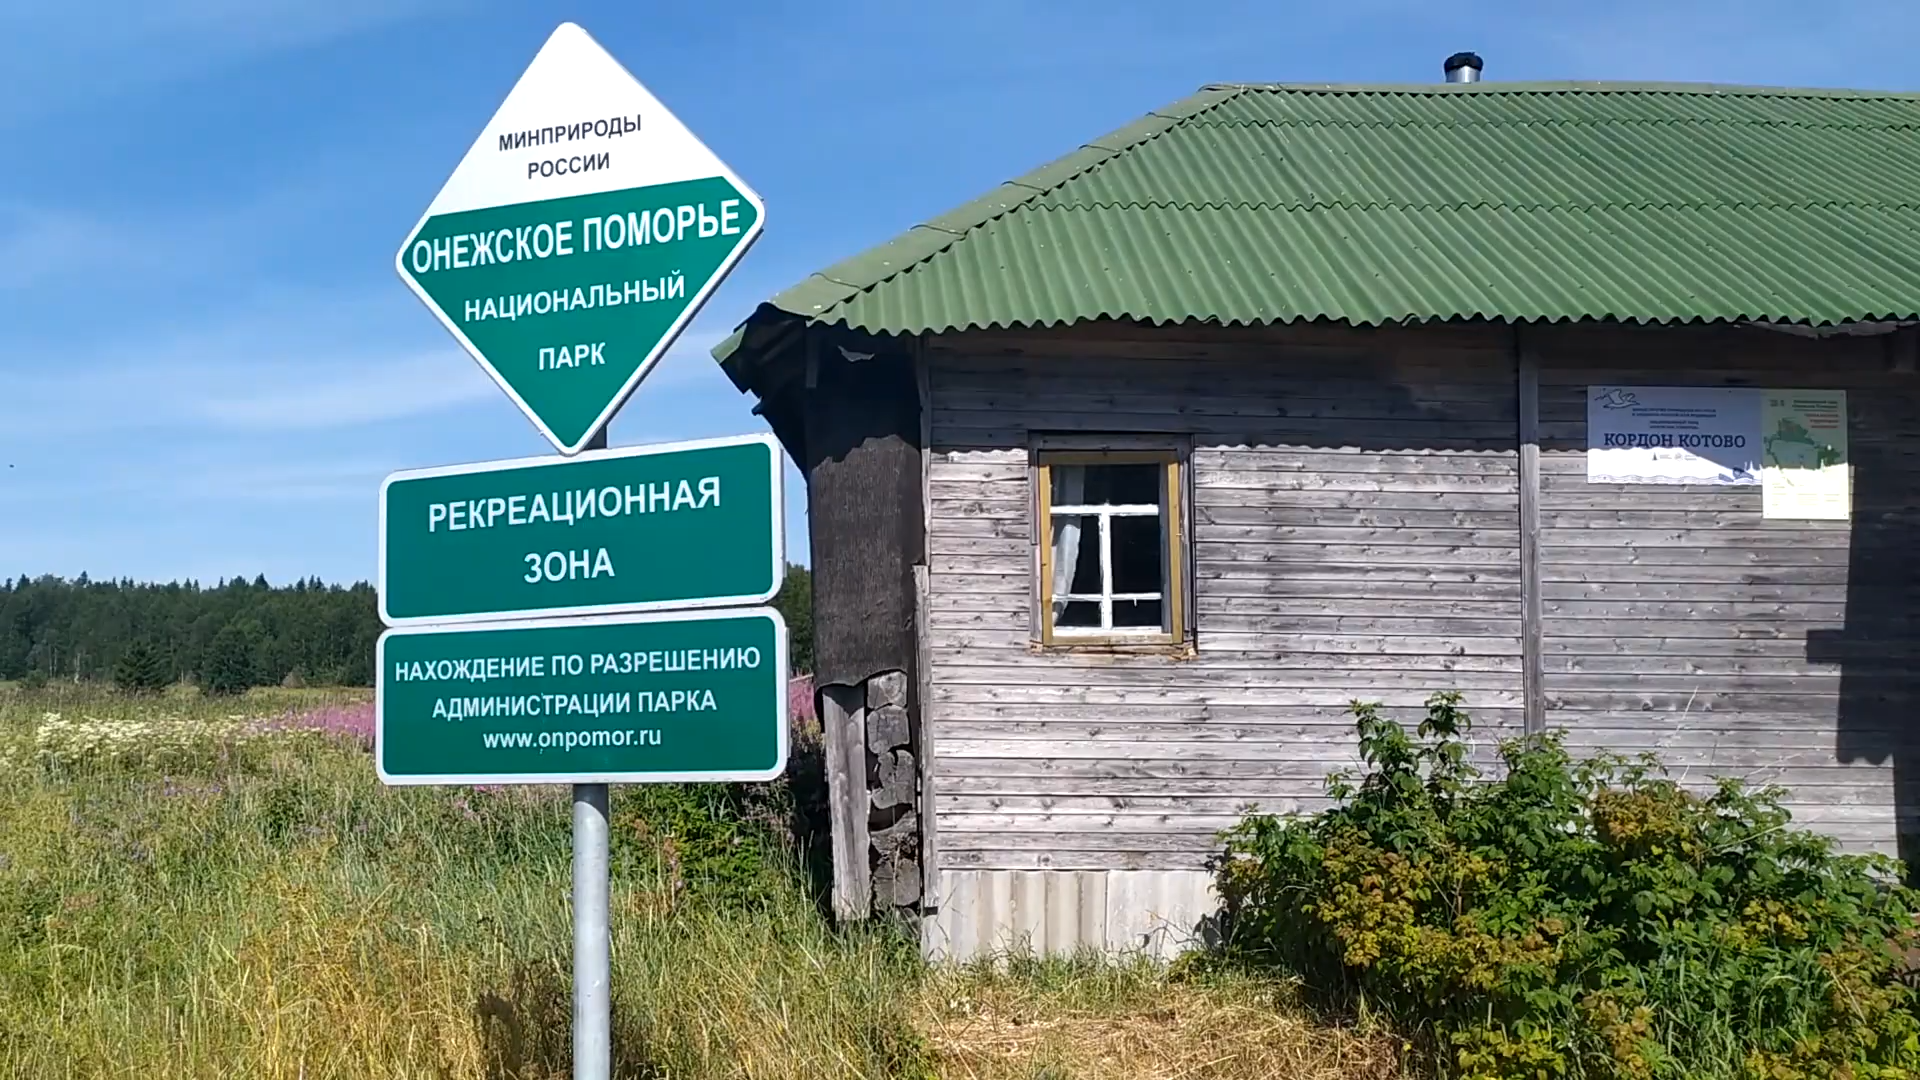 МИНПРИРОДЫ
РОССИИ
ОНЕЖСКОЕ ПОМОРЬЕ
НАЦИОНАЛЬНЫЙ
ПАРК
РЕКРЕАЦИОННАЯ
ЗОНА
НАХОЖДЕНИЕ ПО РАЗРЕШЕНИЮ
АДМИНИСТРАЦИИ ПАРКА
www.onpomor.ru
КОРДОН КОТОВО